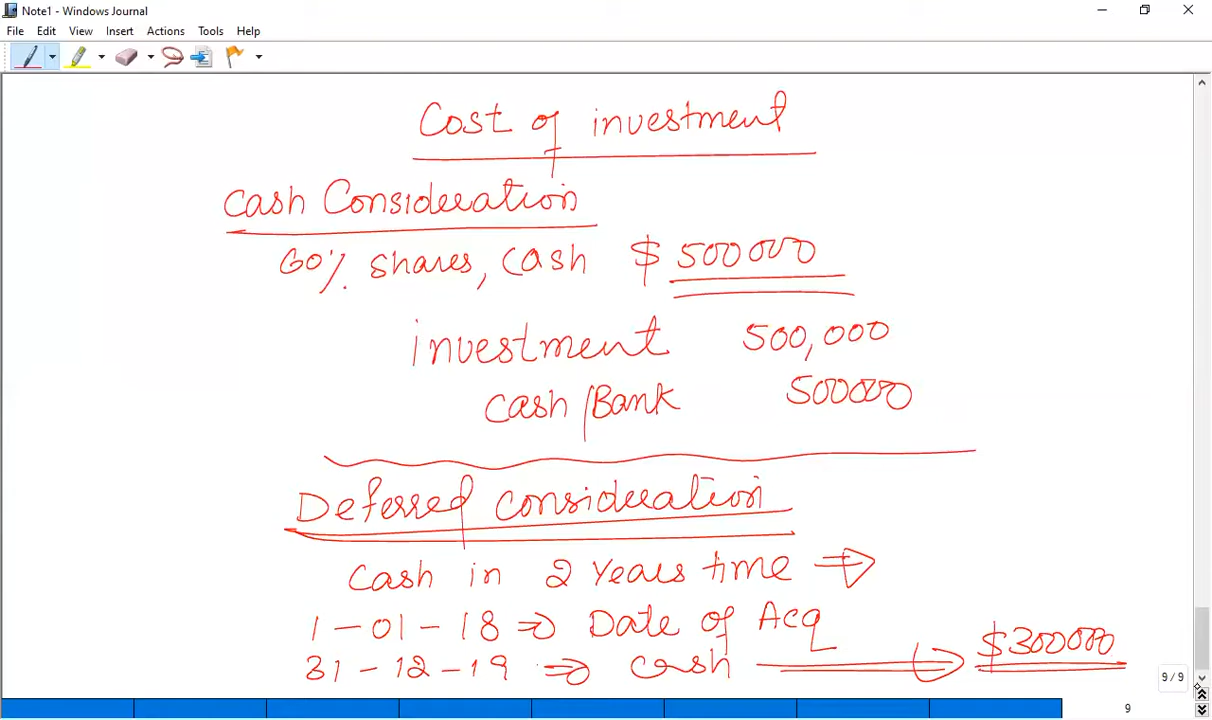 Note1 - Windows Journal
File Edit View Insert Actions Tools Help
Cost of investment
Cash Consideration
60% shares, Cash $ 500000
investment 500,000
Cash/Bank 500000
Deferred consideration
Cash in 2 Years time ⇒
1-01-18 ⇒ Date of Acq
31-12-19 ⇒ Cash ⇒ $300000
9 / 9
9